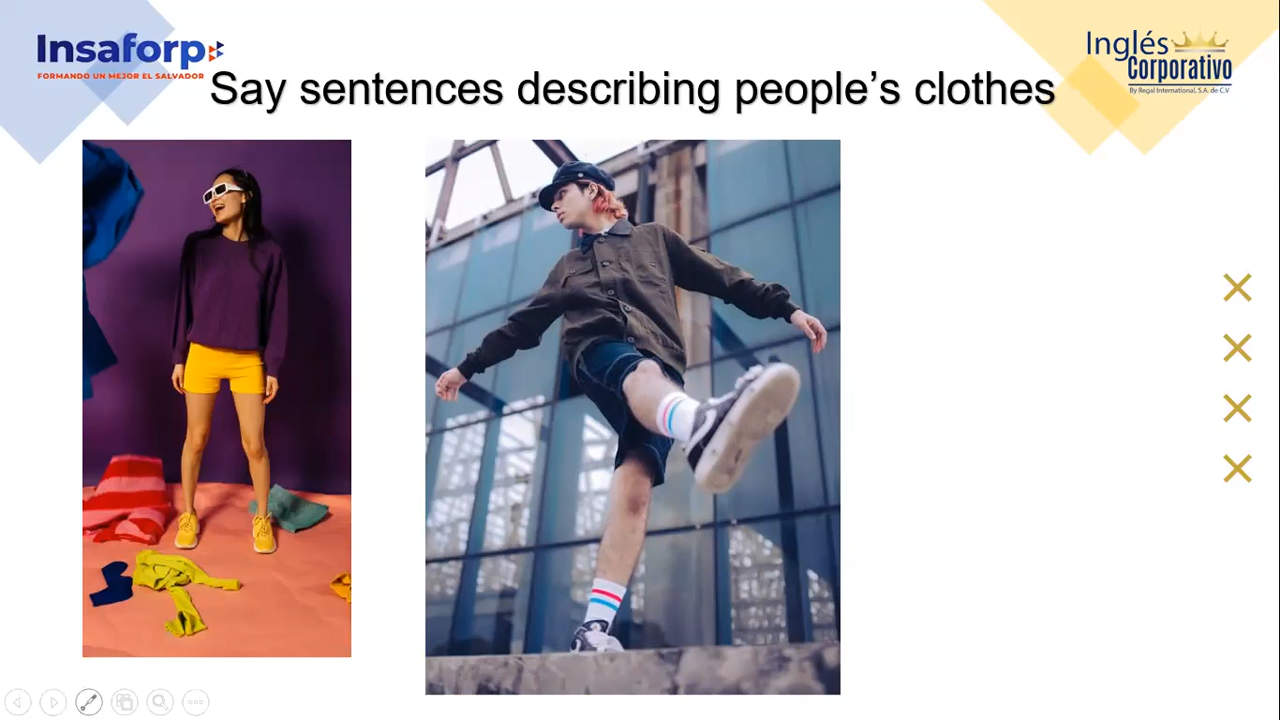 Insaforp
FORMANDO UN MEJOR EL SALVADOR
Say sentences describing people’s clothes
Inglés
Corporativo
By Regal International, S.A. de C.V